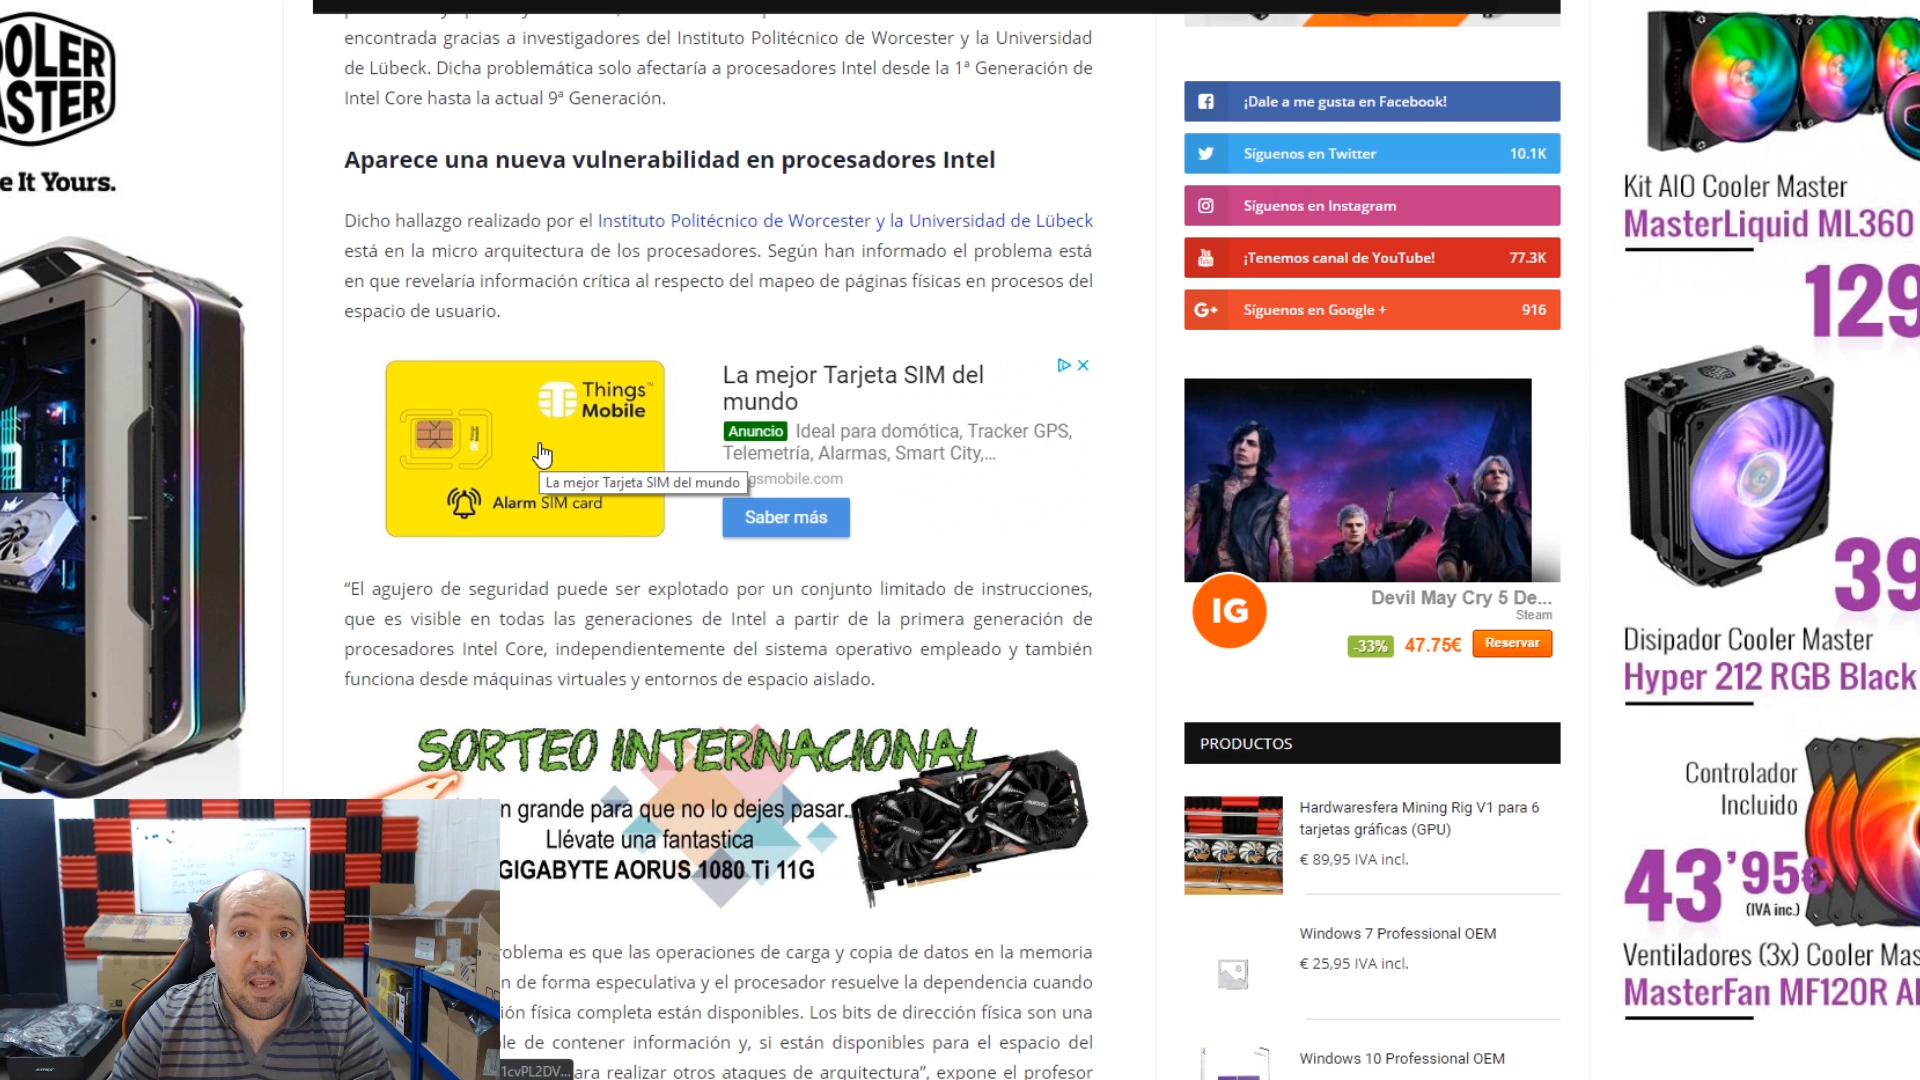 OOLER
ASTER
e It Yours.
encontrada gracias a investigadores del Instituto Politécnico de Worcester y la Universidad
de Lübeck. Dicha problemática solo afectaría a procesadores Intel desde la 1ª Generación de
Intel Core hasta la actual 9ª Generación.
Aparece una nueva vulnerabilidad en procesadores Intel
Dicho hallazgo realizado por el Instituto Politécnico de Worcester y la Universidad de Lübeck
está en la micro arquitectura de los procesadores. Según han informado el problema está
en que revelaría información crítica al respecto del mapeo de páginas físicas en procesos del
espacio de usuario.
Things™
Mobile
Alarm SIM card
La mejor Tarjeta SIM del
mundo
Anuncio Ideal para domótica, Tracker GPS,
Telemetría, Alarmas, Smart City,...
gsmobile.com
La mejor Tarjeta SIM del mundo
Saber más
“El agujero de seguridad puede ser explotado por un conjunto limitado de instrucciones,
que es visible en todas las generaciones de Intel a partir de la primera generación de
procesadores Intel Core, independientemente del sistema operativo empleado y también
funciona desde máquinas virtuales y entornos de espacio aislado.
SORTEO INTERNACIONAL
n grande para que no lo dejes pasar.
Llévate una fantastica
GIGABYTE AORUS 1080 Ti 11G
roblema es que las operaciones de carga y copia de datos en la memoria
n de forma especulativa y el procesador resuelve la dependencia cuando
ión física completa están disponibles. Los bits de dirección física son una
le de contener información y, si están disponibles para el espacio del
1cvPL2DV...
ara realizar otros ataques de arquitectura”, expone el profesor
¡Dale a me gusta en Facebook!
Síguenos en Twitter 10.1K
Síguenos en Instagram
¡Tenemos canal de YouTube! 77.3K
G+ Síguenos en Google + 916
IG
Devil May Cry 5 De...
Steam
-33% 47.75€ Reservar
PRODUCTOS
Hardwaresfera Mining Rig V1 para 6
tarjetas gráficas (GPU)
€ 89,95 IVA incl.
Windows 7 Professional OEM
€ 25,95 IVA incl.
Windows 10 Professional OEM
Kit AIO Cooler Master
MasterLiquid ML360
129
39
Disipador Cooler Master
Hyper 212 RGB Black
Controlador
Incluido
43'95€
(IVA inc.)
Ventiladores (3x) Cooler Mas
MasterFan MF120R A